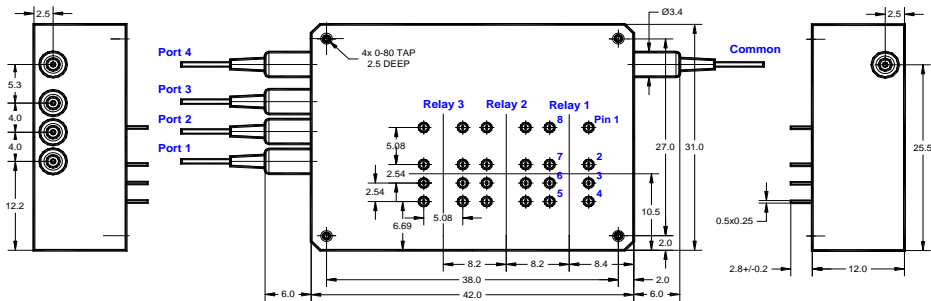 2.5
5.3
4.0
4.0
12.2
Port 4
Port 3
Port 2
Port 1
4x 0-80 TAP
2.5 DEEP
Ø3.4
Common
Relay 3
Relay 2
Relay 1
8
Pin 1
7
2
6
3
5
4
5.08
2.54
2.54
6.69
5.08
27.0
31.0
10.5
2.0
8.2
8.2
8.4
38.0
2.0
6.0
42.0
6.0
2.5
25.5
0.5x0.25
2.8+/-0.2
12.0